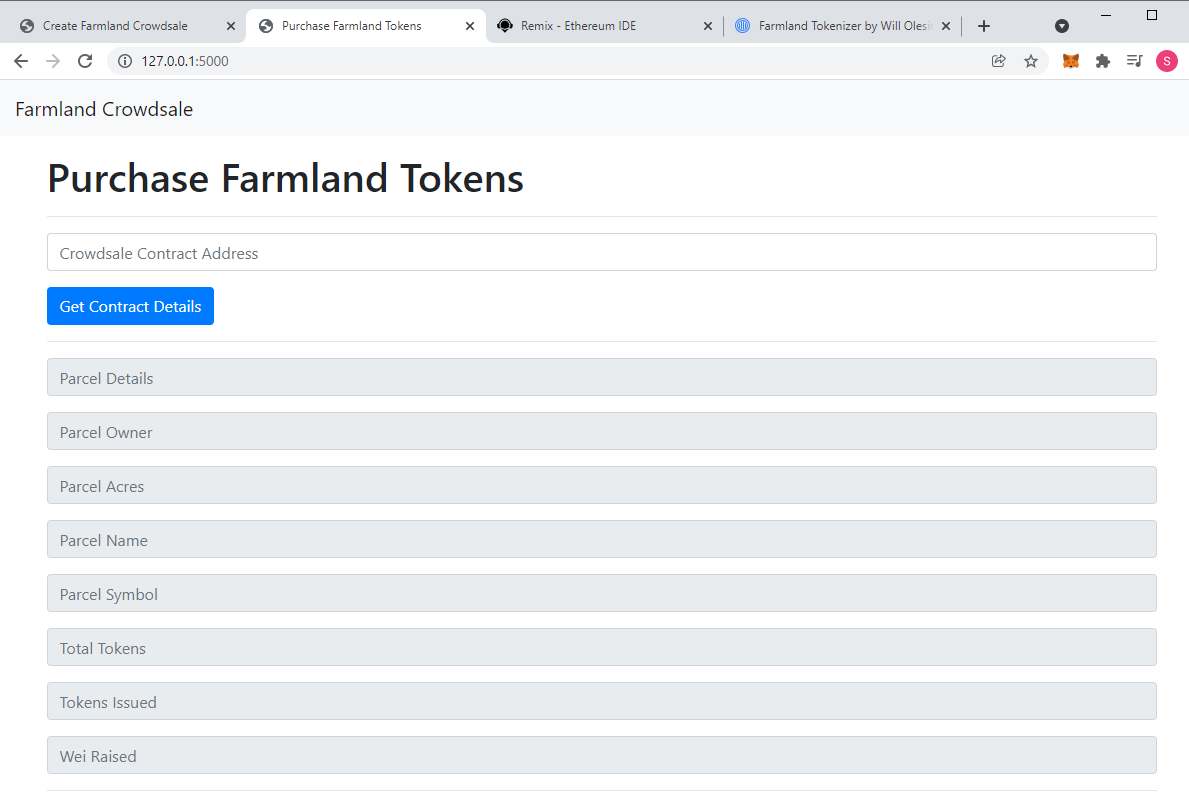 Create Farmland Crowdsale
Purchase Farmland Tokens
Remix - Ethereum IDE
Farmland Tokenizer by Will Olesi
127.0.0.1:5000
S
Farmland Crowdsale
Purchase Farmland Tokens
Crowdsale Contract Address
Get Contract Details
Parcel Details
Parcel Owner
Parcel Acres
Parcel Name
Parcel Symbol
Total Tokens
Tokens Issued
Wei Raised